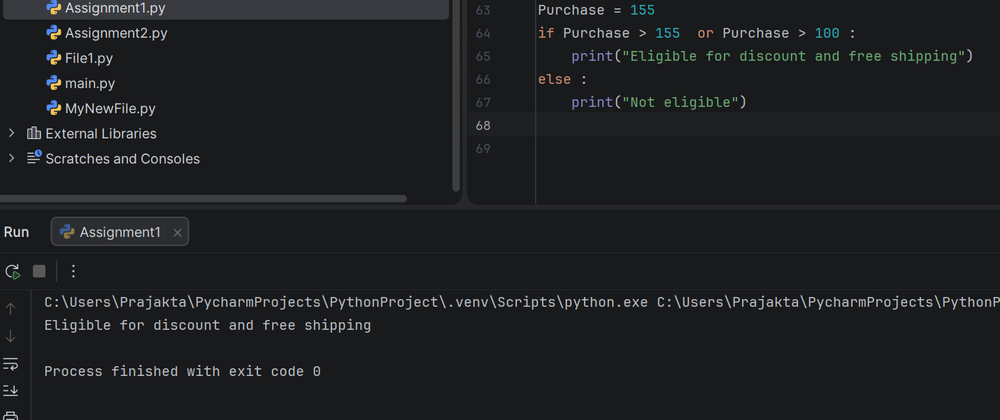 Assignment1.py
Assignment2.py
File1.py
main.py
MyNewFile.py
External Libraries
Scratches and Consoles
63 Purchase = 155
64 if Purchase > 155  or Purchase > 100 :
65     print("Eligible for discount and free shipping")
66 else :
67     print("Not eligible")
68
69
Run Assignment1
C:\Users\Prajakta\PycharmProjects\PythonProject\.venv\Scripts\python.exe C:\Users\Prajakta\PycharmProjects\PythonP
Eligible for discount and free shipping
Process finished with exit code 0